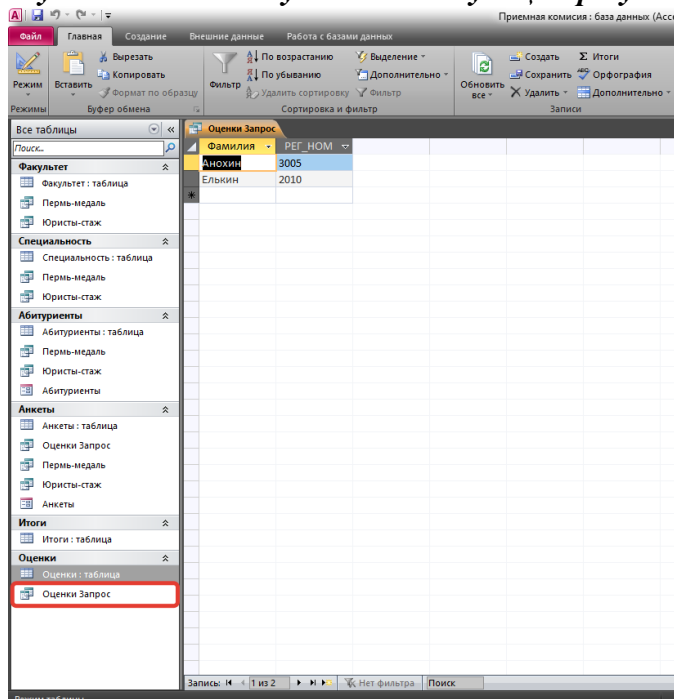 Приемная комисия : база данных (Acce
Файл Главная Создание Внешние данные Работа с базами данных
Режим
Режимы
Вставить
Вырезать
Копировать
Формат по образцу
Буфер обмена
Фильтр
По возрастанию
По убыванию
Удалить сортировку
Выделение
Дополнительно
Фильтр
Сортировка и фильтр
Обновить все
Создать
Сохранить
Удалить
Итоги
Орфография
Дополнительно
Записи
Все таблицы
Поиск...
Факультет
Факультет : таблица
Пермь-медаль
Юристы-стаж
Специальность
Специальность : таблица
Пермь-медаль
Юристы-стаж
Абитуриенты
Абитуриенты : таблица
Пермь-медаль
Юристы-стаж
Абитуриенты
Анкеты
Анкеты : таблица
Оценки Запрос
Пермь-медаль
Юристы-стаж
Анкеты
Итоги
Итоги : таблица
Оценки
Оценки : таблица
Оценки Запрос
Оценки Запрос
Фамилия РЕГ_НОМ
Анохин 3005
Елькин 2010
Запись: 1 из 2 Нет фильтра Поиск